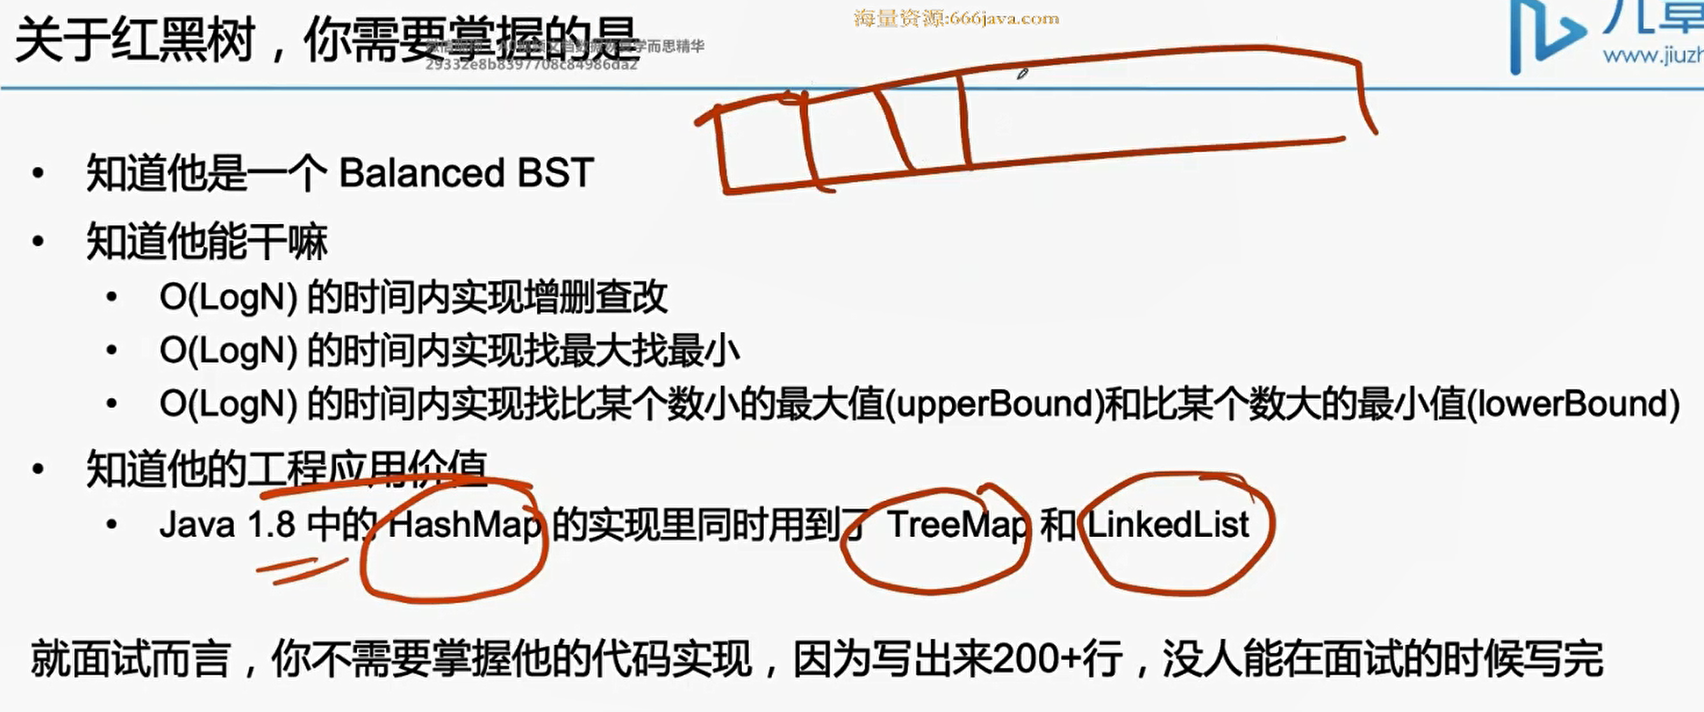 海量资源:666java.com
关于红黑树，你需要掌握的是
29332e8b8397708c84986da2
www.jiuzh
• 知道他是一个 Balanced BST
• 知道他能干嘛
• O(LogN) 的时间内实现增删查改
• O(LogN) 的时间内实现找最大找最小
• O(LogN) 的时间内实现找比某个数小的最大值(upperBound)和比某个数大的最小值(lowerBound)
• 知道他的工程应用价值
• Java 1.8 中的 HashMap 的实现里同时用到了 TreeMap 和 LinkedList
就面试而言，你不需要掌握他的代码实现，因为写出来200+行，没人能在面试的时候写完